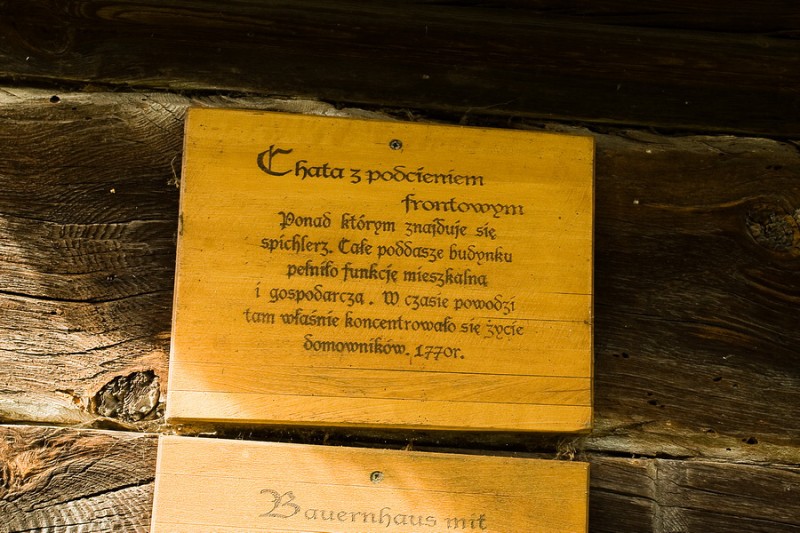 Chata z podcieniem
frontowym
Ponad którym znajduje się
spichlerz. Całe poddasze budynku
pełniło funkcję mieszkalną
i gospodarczą. W czasie powodzi
tam właśnie koncentrowało się życie
domowników. 1770r.
Bauernhaus mit